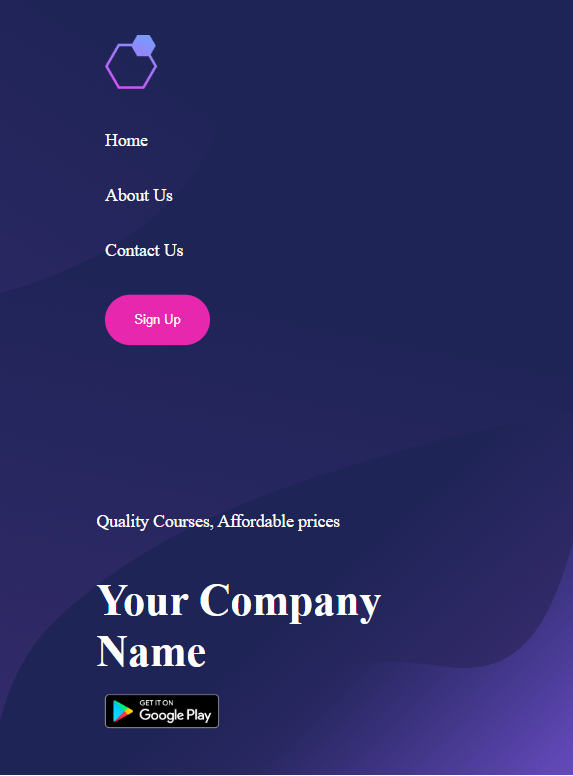 Home
About Us
Contact Us
Sign Up
Quality Courses, Affordable prices
Your Company
Name
GET IT ON
Google Play